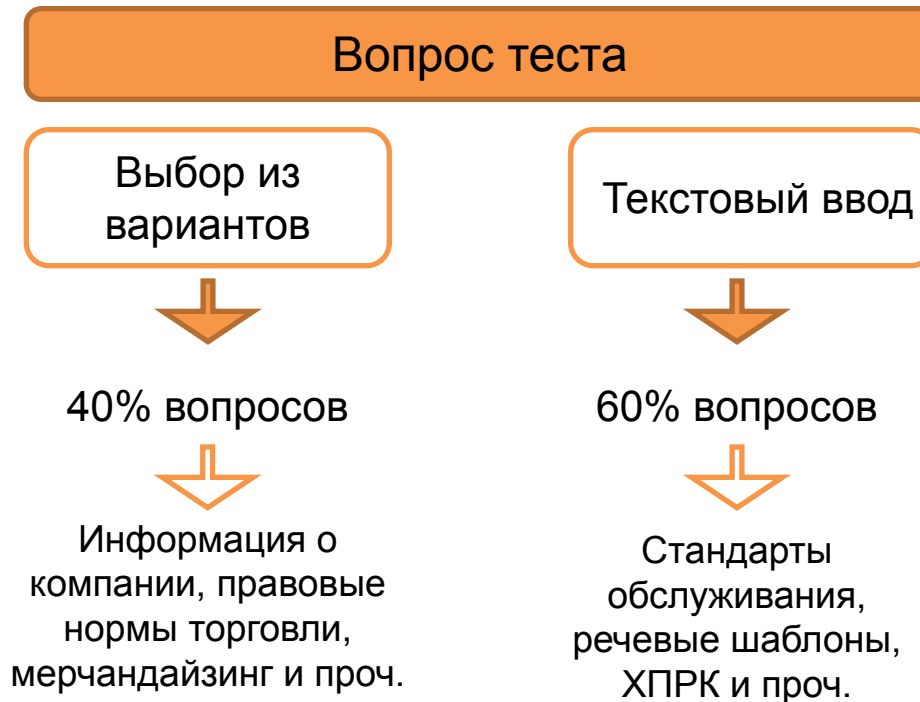 Вопрос теста
Выбор из
вариантов
40% вопросов
Информация о
компании, правовые
нормы торговли,
мерчандайзинг и проч.
Текстовый ввод
60% вопросов
Стандарты
обслуживания,
речевые шаблоны,
ХПРК и проч.